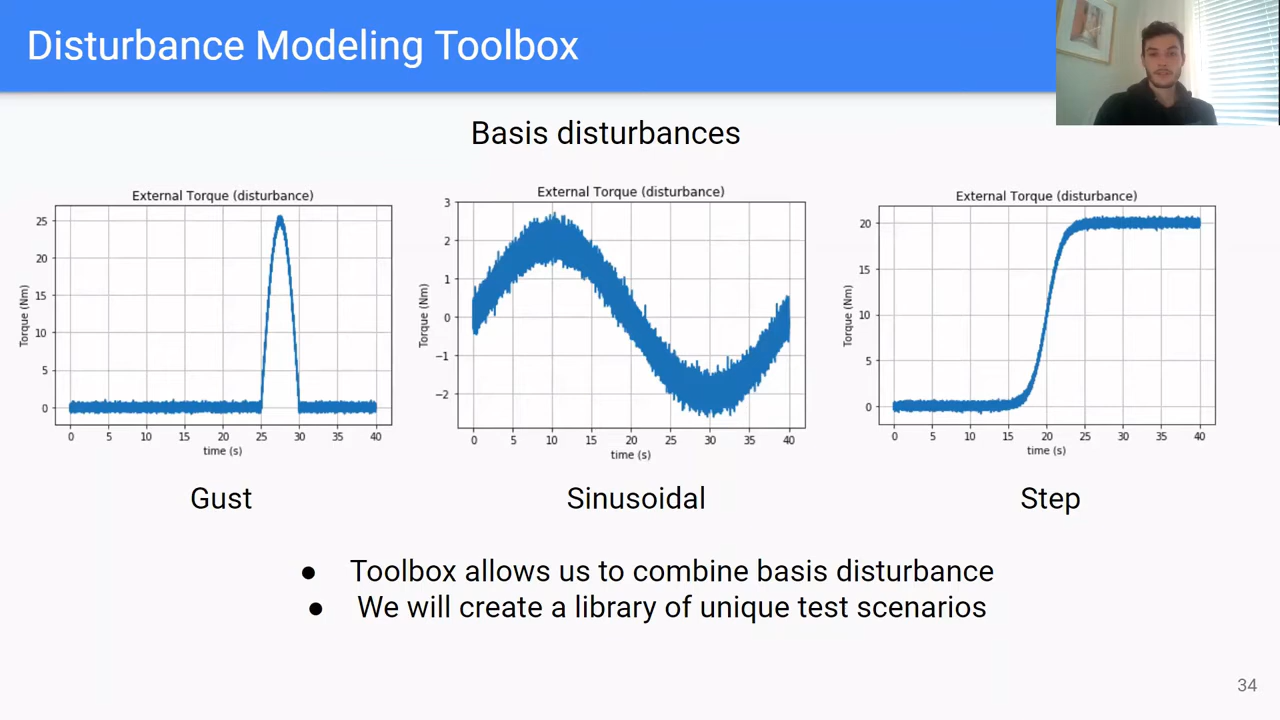 Disturbance Modeling Toolbox
Basis disturbances
External Torque (disturbance)
25
20
15
10
5
0
Torque (Nm)
0 5 10 15 20 25 30 35 40
time (s)
Gust
External Torque (disturbance)
3
2
1
0
−1
−2
Torque (Nm)
0 5 10 15 20 25 30 35 40
time (s)
Sinusoidal
External Torque (disturbance)
20
15
10
5
0
Torque (Nm)
0 5 10 15 20 25 30 35 40
time (s)
Step
● Toolbox allows us to combine basis disturbance
● We will create a library of unique test scenarios
34